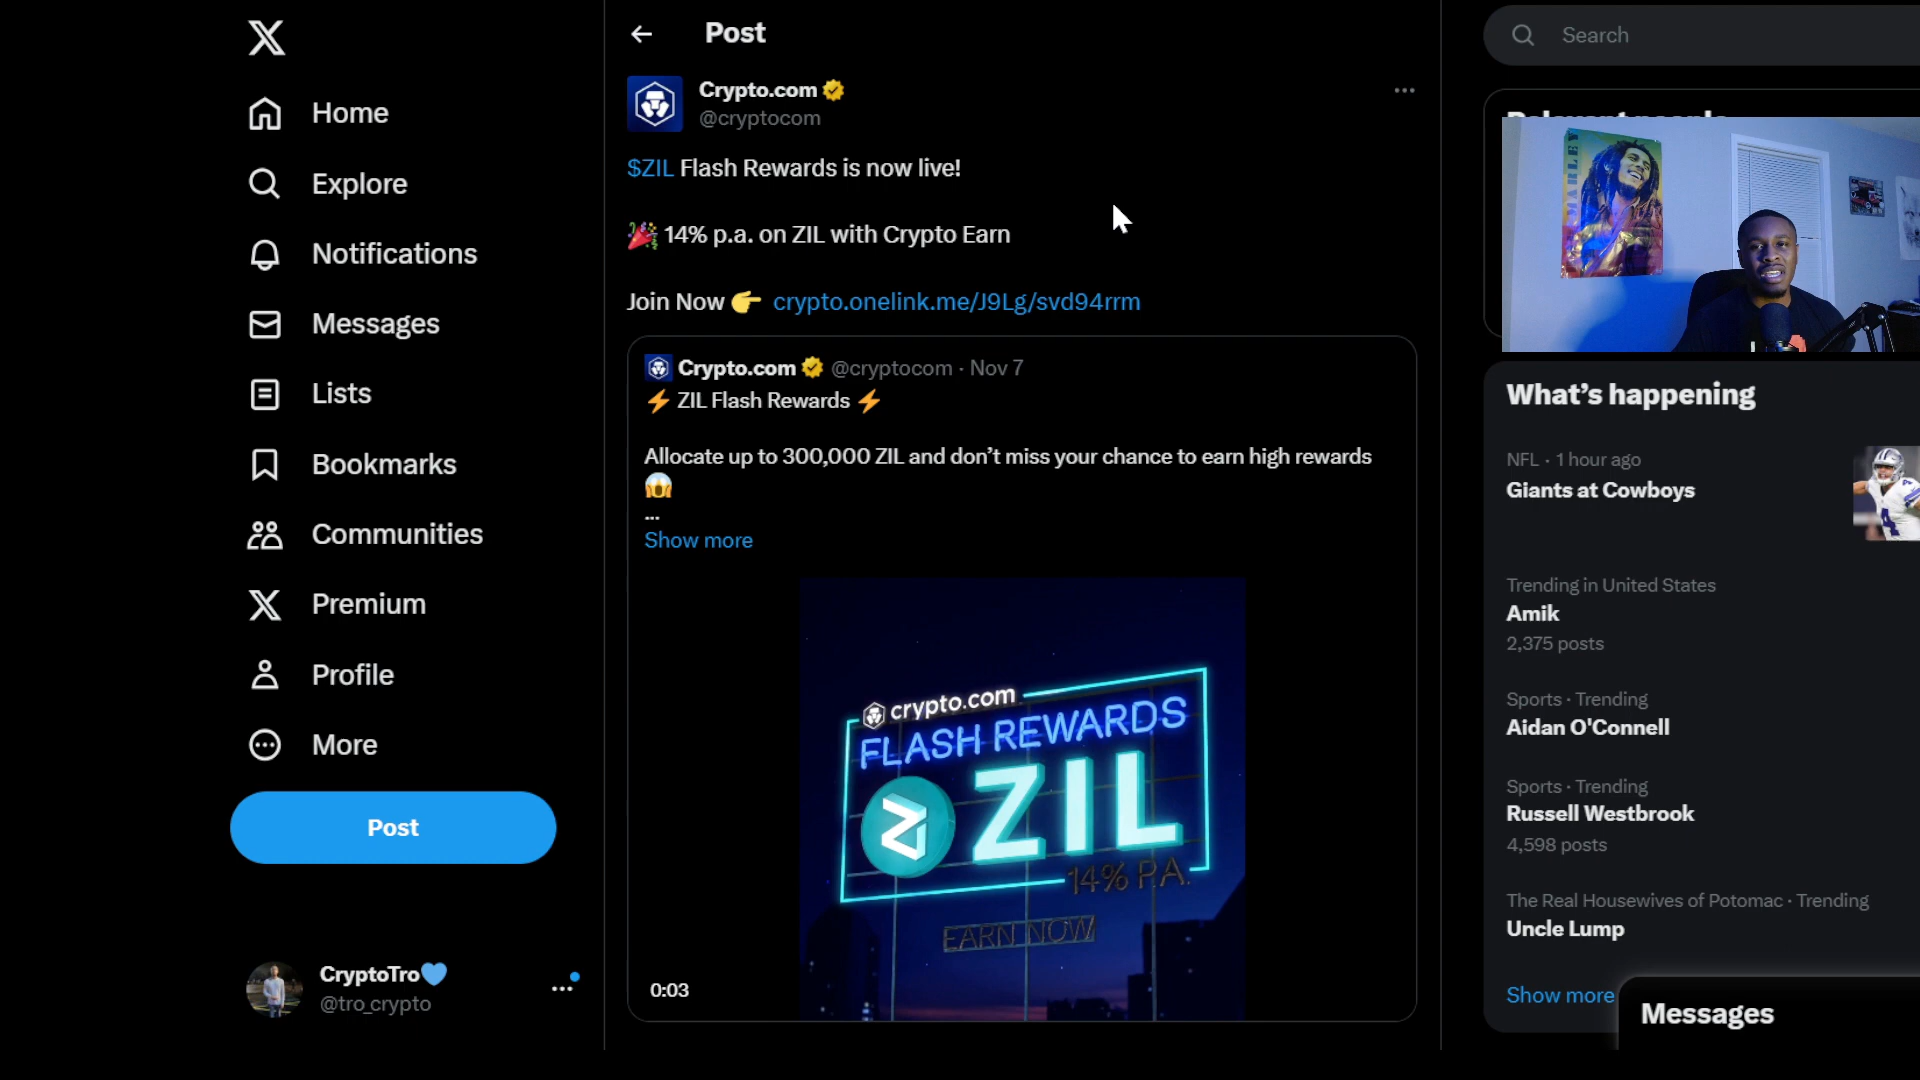 Home
Explore
Notifications
Messages
Lists
Bookmarks
Communities
Premium
Profile
More
Post
CryptoTro💙
@tro_crypto
Post
Crypto.com
@cryptocom
$ZIL Flash Rewards is now live!
🎉 14% p.a. on ZIL with Crypto Earn
Join Now 👉 crypto.onelink.me/J9Lg/svd94rrm
Crypto.com @cryptocom · Nov 7
⚡ ZIL Flash Rewards ⚡
Allocate up to 300,000 ZIL and don’t miss your chance to earn high rewards
😱
...
Show more
crypto.com
FLASH REWARDS
ZIL
14% P.A.
EARN NOW
0:03
Search
Relevant people
MARLEY
What’s happening
NFL · 1 hour ago
Giants at Cowboys
Trending in United States
Amik
2,375 posts
Sports · Trending
Aidan O'Connell
Sports · Trending
Russell Westbrook
4,598 posts
The Real Housewives of Potomac · Trending
Uncle Lump
Show more
Messages